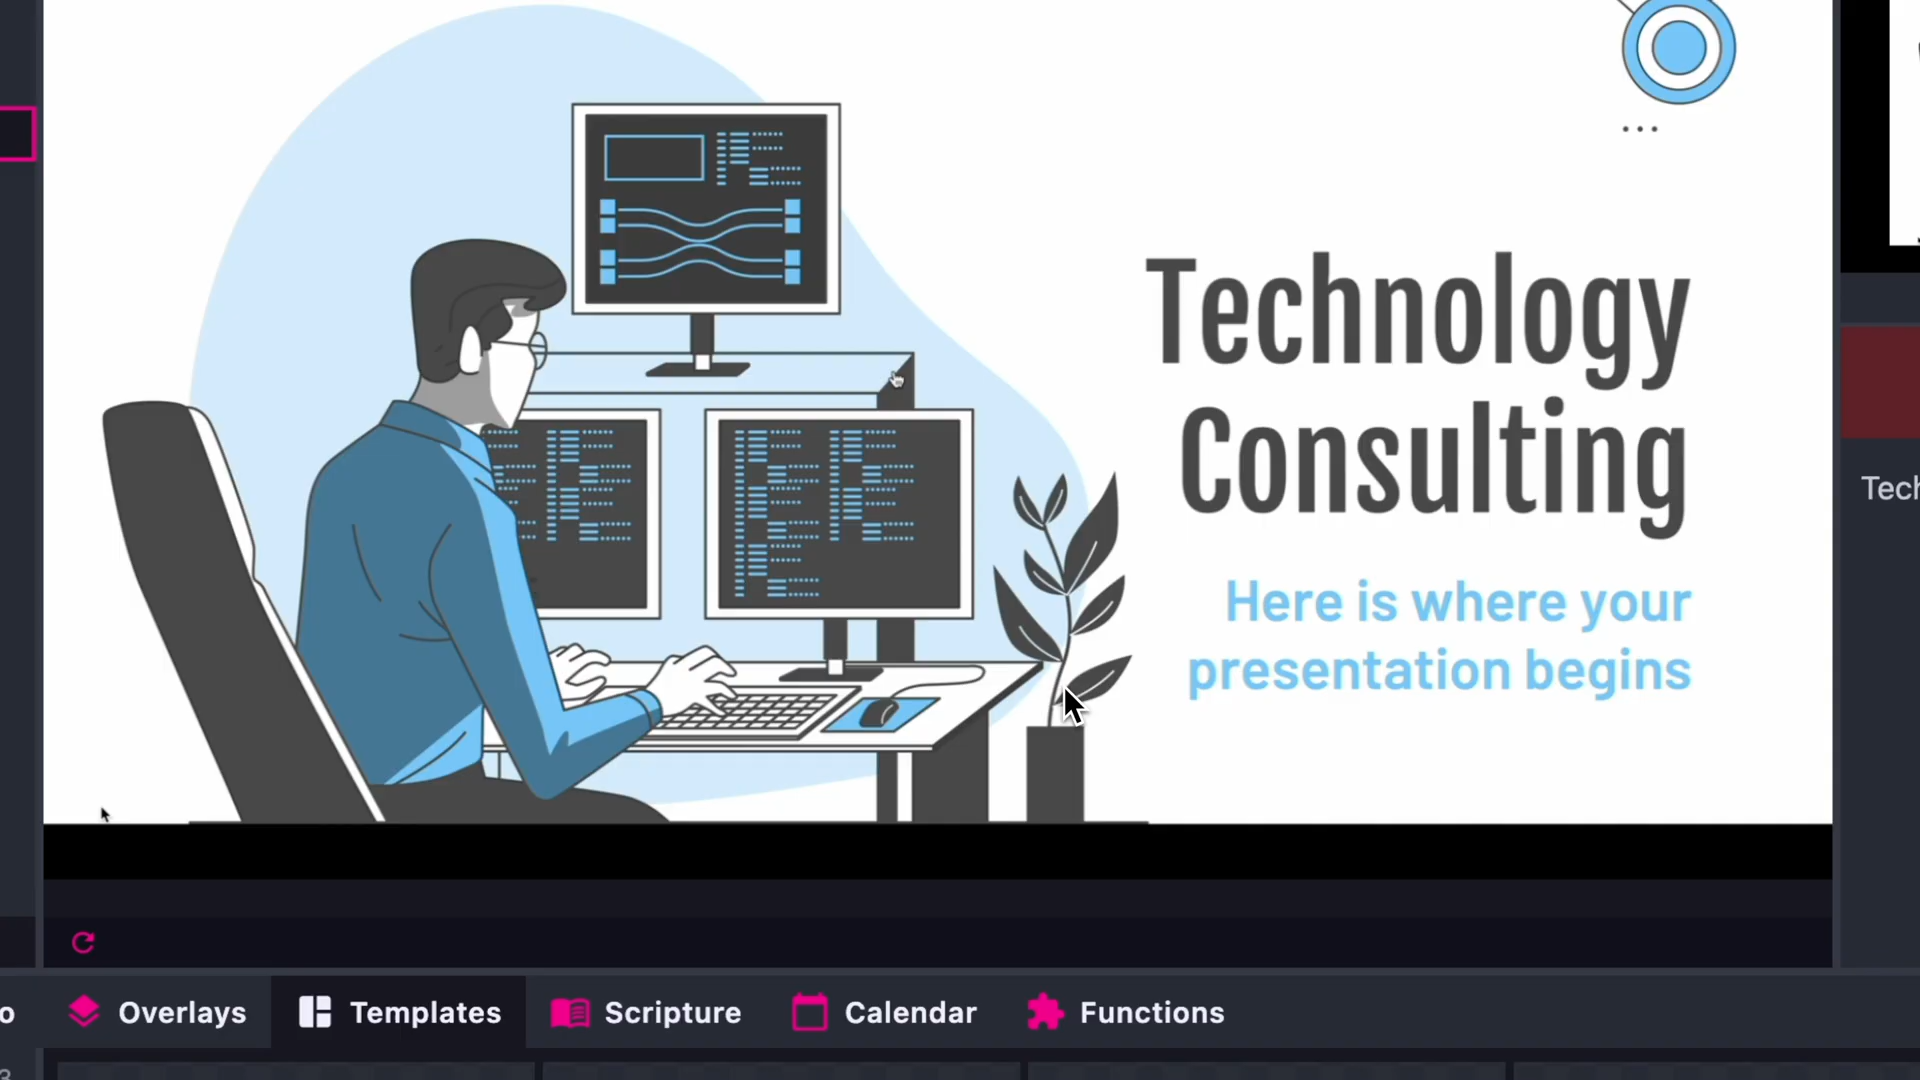 Technology
Consulting
Here is where your
presentation begins
Tech
Overlays
Templates
Scripture
Calendar
Functions